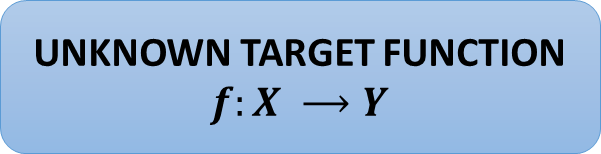 UNKNOWN TARGET FUNCTION
f: X ⟶ Y